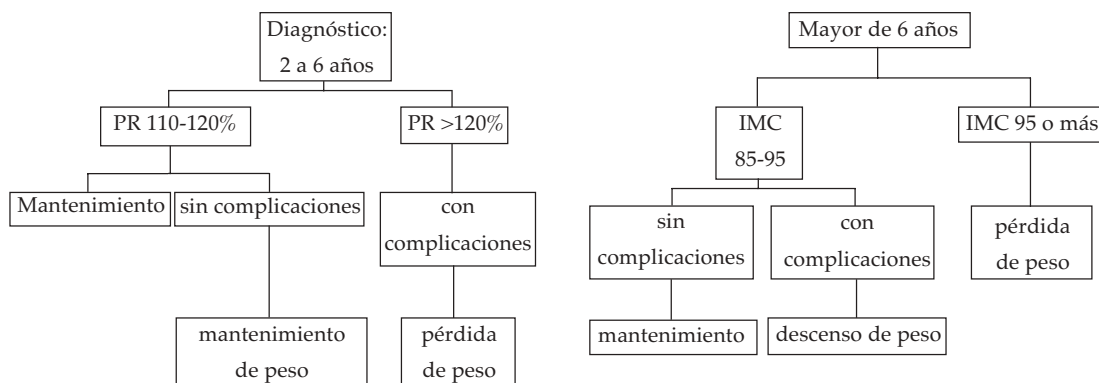 Diagnóstico:
2 a 6 años
PR 110-120%
PR >120%
Mantenimiento
sin complicaciones
con
complicaciones
mantenimiento
de peso
pérdida
de peso
Mayor de 6 años
IMC
85-95
IMC 95 o más
sin
complicaciones
con
complicaciones
pérdida
de peso
mantenimiento
descenso de peso